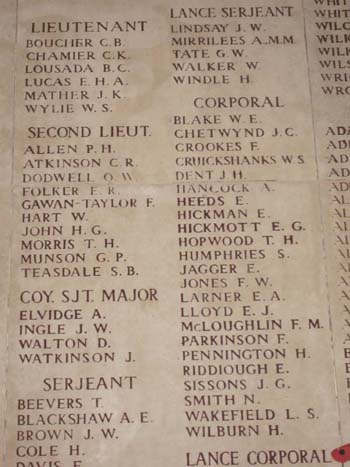 LIEUTENANT
BOUCHER C.B.
CHAMIER C.K.
LOUSADA B.C.
LUCAS F.H.A.
MATHER J.K.
WYLIE W.S.
SECOND LIEUT.
ALLEN P.H.
ATKINSON C.R.
DODWELL O.W
FOLKER F.R.
GAWAN-TAYLOR F.
HART W.
JOHN H.G.
MORRIS T.H.
MUNSON G.P.
TEASDALE S.B.
COY. SJT. MAJOR
ELVIDGE A.
INGLE J.W.
WALTON D.
WATKINSON J.
SERJEANT
BEEVERS T.
BLACKSHAW A.E.
BROWN J.W.
COLE H.
DAVIS E.
LANCE SERJEANT
LINDSAY J.W.
MIRRILEES A.M.M.
TATE G.W.
WALKER W.
WINDLE H.
CORPORAL
BLAKE W.E.
CHETWYND J.C.
CROOKES F.
CRUICKSHANKS W.S.
DENT J.H.
HANCOCK A.
HEEDS E.
HICKMAN E.
HICKMOTT E.G.
HOPWOOD T.H.
HUMPHRIES S.
JAGGER E.
JONES F.W.
LARNER E.A.
LLOYD E.J.
McLOUGHLIN F.M.
PARKINSON F.
PENNINGTON H.
RIDDIOUGH E.
SISSONS J.G.
SMITH N.
WAKEFIELD L.S.
WILBURN H.
LANCE CORPORAL